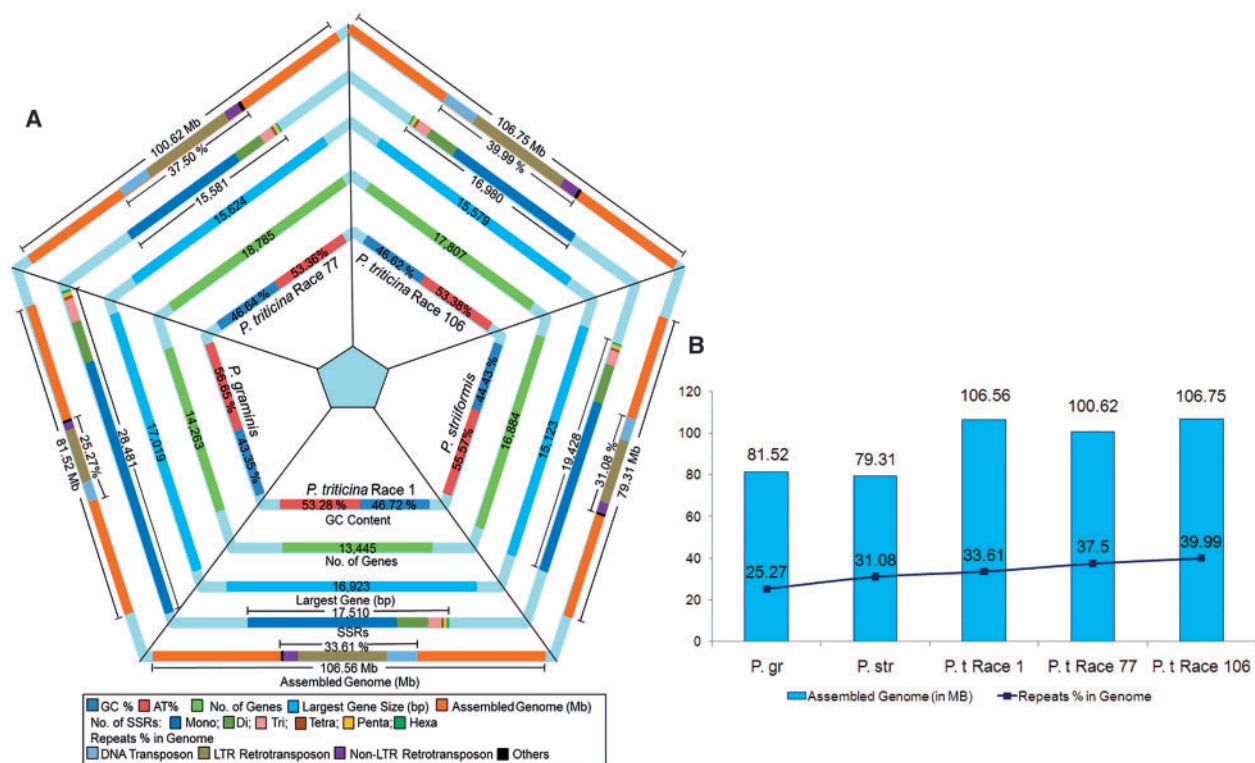 A
100.62 Mb
37.50 %
15,581
15,624
18,785
53.36%
46.64 %
P. triticina Race 77
106.75 Mb
39.99 %
16,980
15,579
17,807
46.62 %
53.38%
P. triticina Race 106
P. graminis
56.65 %
43.35 %
14,263
17,019
28,481
25.27%
81.52 Mb
P. striiformis
44.43 %
55.57%
16,884
15,123
19,428
31.08 %
79.31 Mb
P. triticina Race 1
53.28 % 46.72 %
GC Content
13,445
No. of Genes
16,923
Largest Gene (bp)
17,510
SSRs
33.61 %
106.56 Mb
Assembled Genome (Mb)
GC % AT% No. of Genes Largest Gene Size (bp) Assembled Genome (Mb)
No. of SSRs: Mono; Di; Tri; Tetra; Penta; Hexa
Repeats % in Genome
DNA Transposon LTR Retrotransposon Non-LTR Retrotransposon Others
B
120
100
80
60
40
20
0
81.52
79.31
106.56
100.62
106.75
25.27
31.08
33.61
37.5
39.99
P. gr P. str P. t Race 1 P. t Race 77 P. t Race 106
Assembled Genome (in MB) Repeats % in Genome